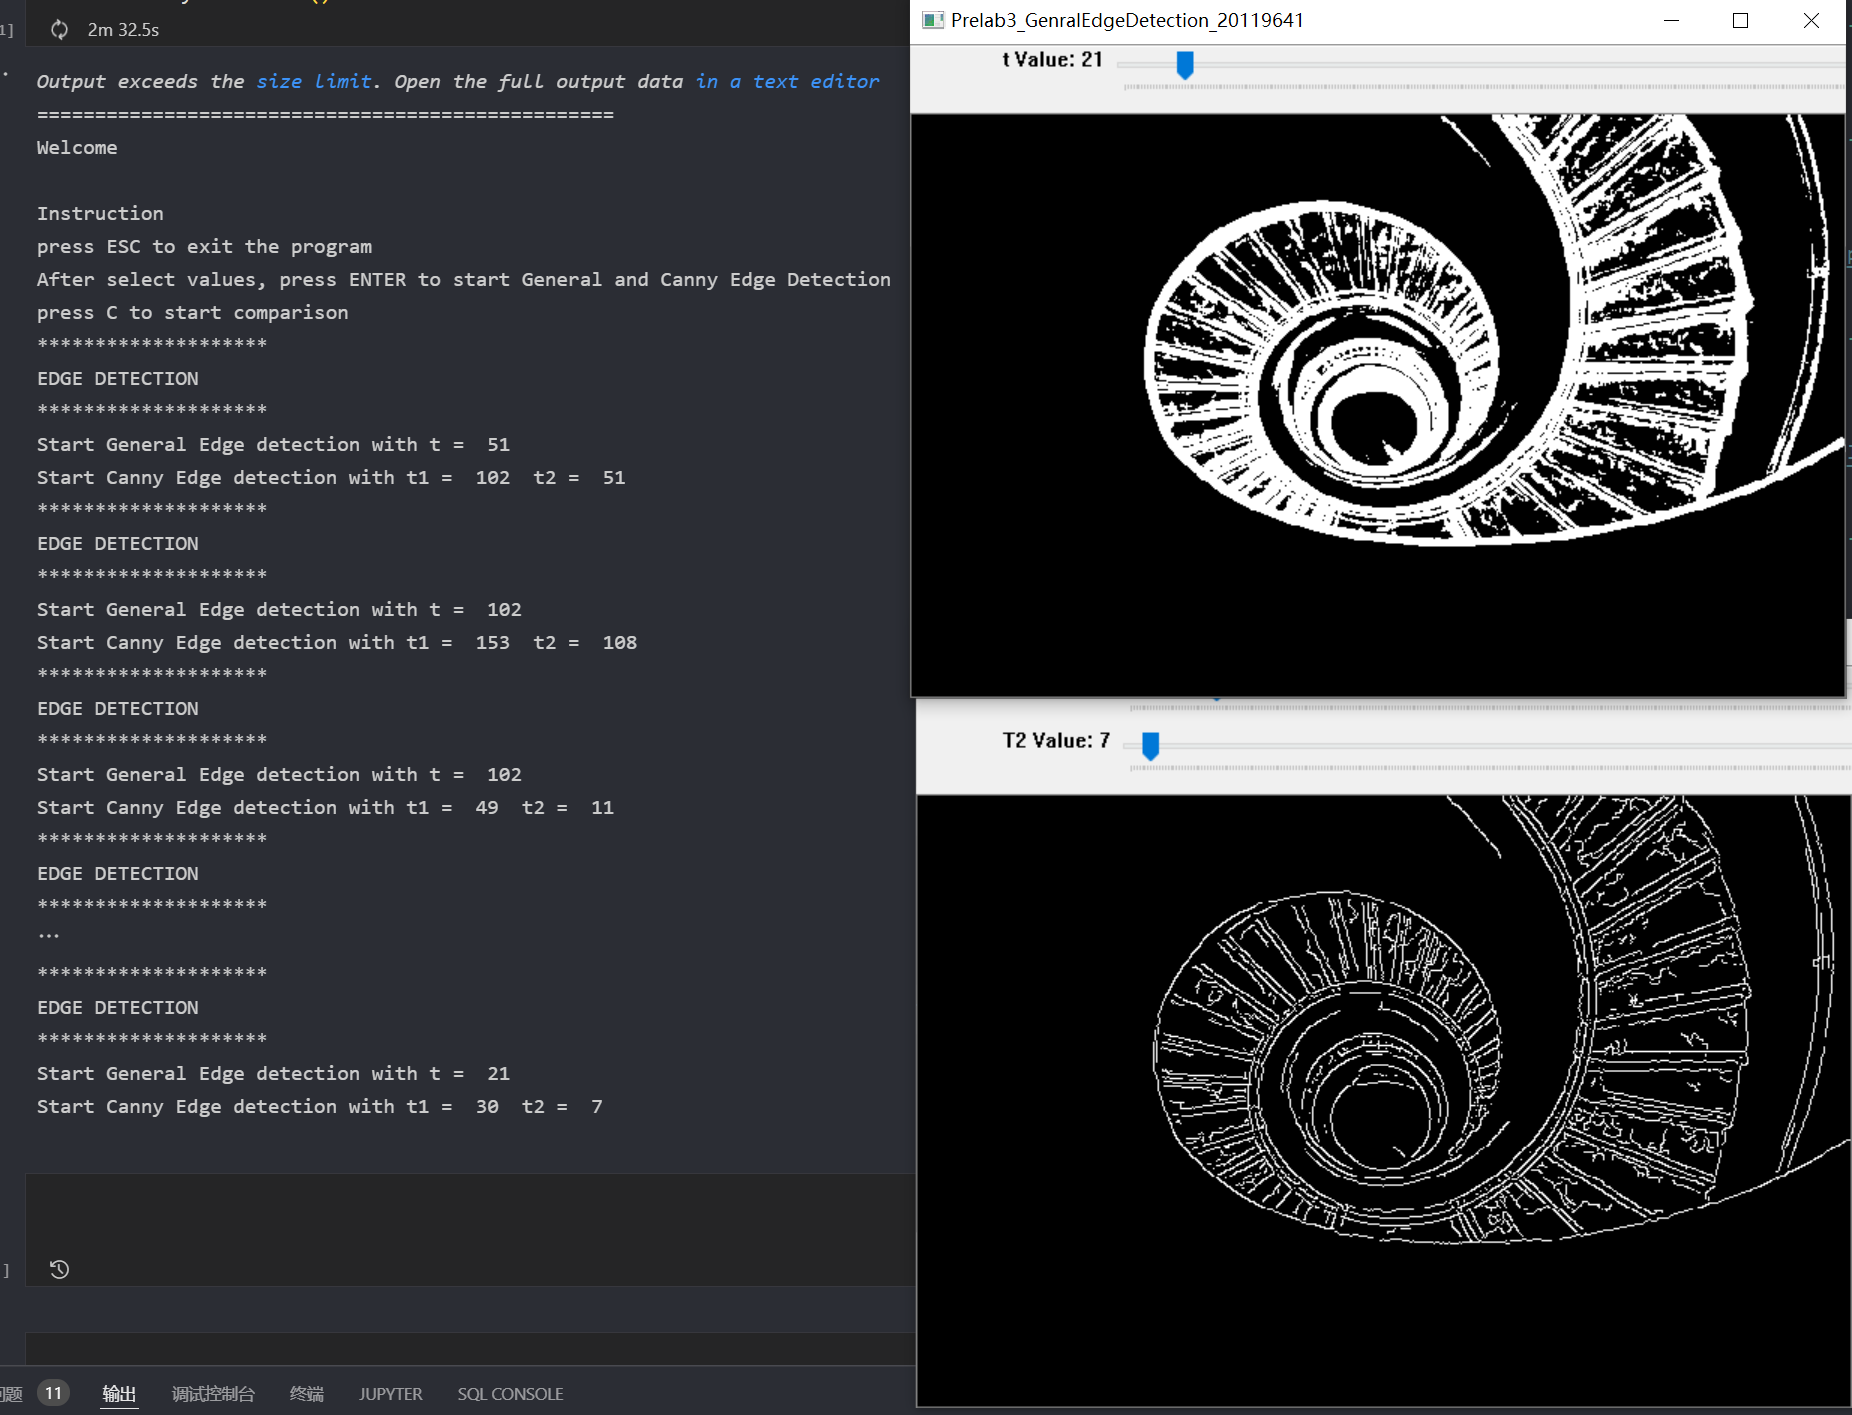 2m 32.5s
Output exceeds the size limit. Open the full output data in a text editor
==================================================
Welcome
Instruction
press ESC to exit the program
After select values, press ENTER to start General and Canny Edge Detection
press C to start comparison
********************
EDGE DETECTION
********************
Start General Edge detection with t =  51
Start Canny Edge detection with t1 =  102  t2 =  51
********************
EDGE DETECTION
********************
Start General Edge detection with t =  102
Start Canny Edge detection with t1 =  153  t2 =  108
********************
EDGE DETECTION
********************
Start General Edge detection with t =  102
Start Canny Edge detection with t1 =  49  t2 =  11
********************
EDGE DETECTION
********************
...
********************
EDGE DETECTION
********************
Start General Edge detection with t =  21
Start Canny Edge detection with t1 =  30  t2 =  7
问题 11 输出 调试控制台 终端 JUPYTER SQL CONSOLE
Prelab3_GenralEdgeDetection_20119641
t Value: 21
T2 Value: 7